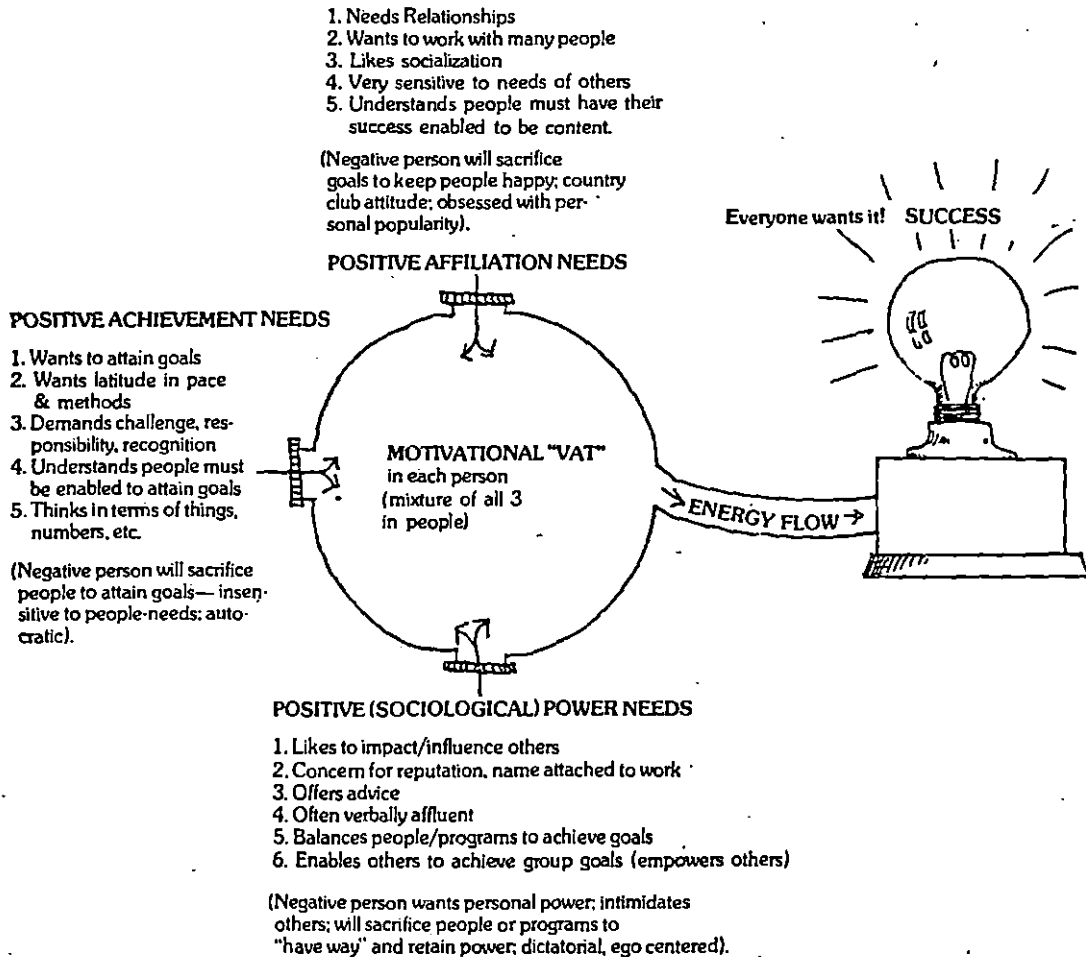 1. Needs Relationships
2. Wants to work with many people
3. Likes socialization
4. Very sensitive to needs of others
5. Understands people must have their
success enabled to be content.
(Negative person will sacrifice
goals to keep people happy; country
club attitude; obsessed with per-
sonal popularity).
POSITIVE AFFILIATION NEEDS
Everyone wants it! SUCCESS
POSITIVE ACHIEVEMENT NEEDS
1. Wants to attain goals
2. Wants latitude in pace
& methods
3. Demands challenge, res-
ponsibility, recognition
4. Understands people must
be enabled to attain goals
5. Thinks in terms of things,
numbers, etc.
(Negative person will sacrifice
people to attain goals— insen-
sitive to people-needs; auto-
cratic).
MOTIVATIONAL "VAT"
in each person
(mixture of all 3
in people)
ENERGY FLOW
POSITIVE (SOCIOLOGICAL) POWER NEEDS
1. Likes to impact/influence others
2. Concern for reputation, name attached to work
3. Offers advice
4. Often verbally affluent
5. Balances people/programs to achieve goals
6. Enables others to achieve group goals (empowers others)
(Negative person wants personal power; intimidates
others; will sacrifice people or programs to
"have way" and retain power; dictatorial, ego centered).